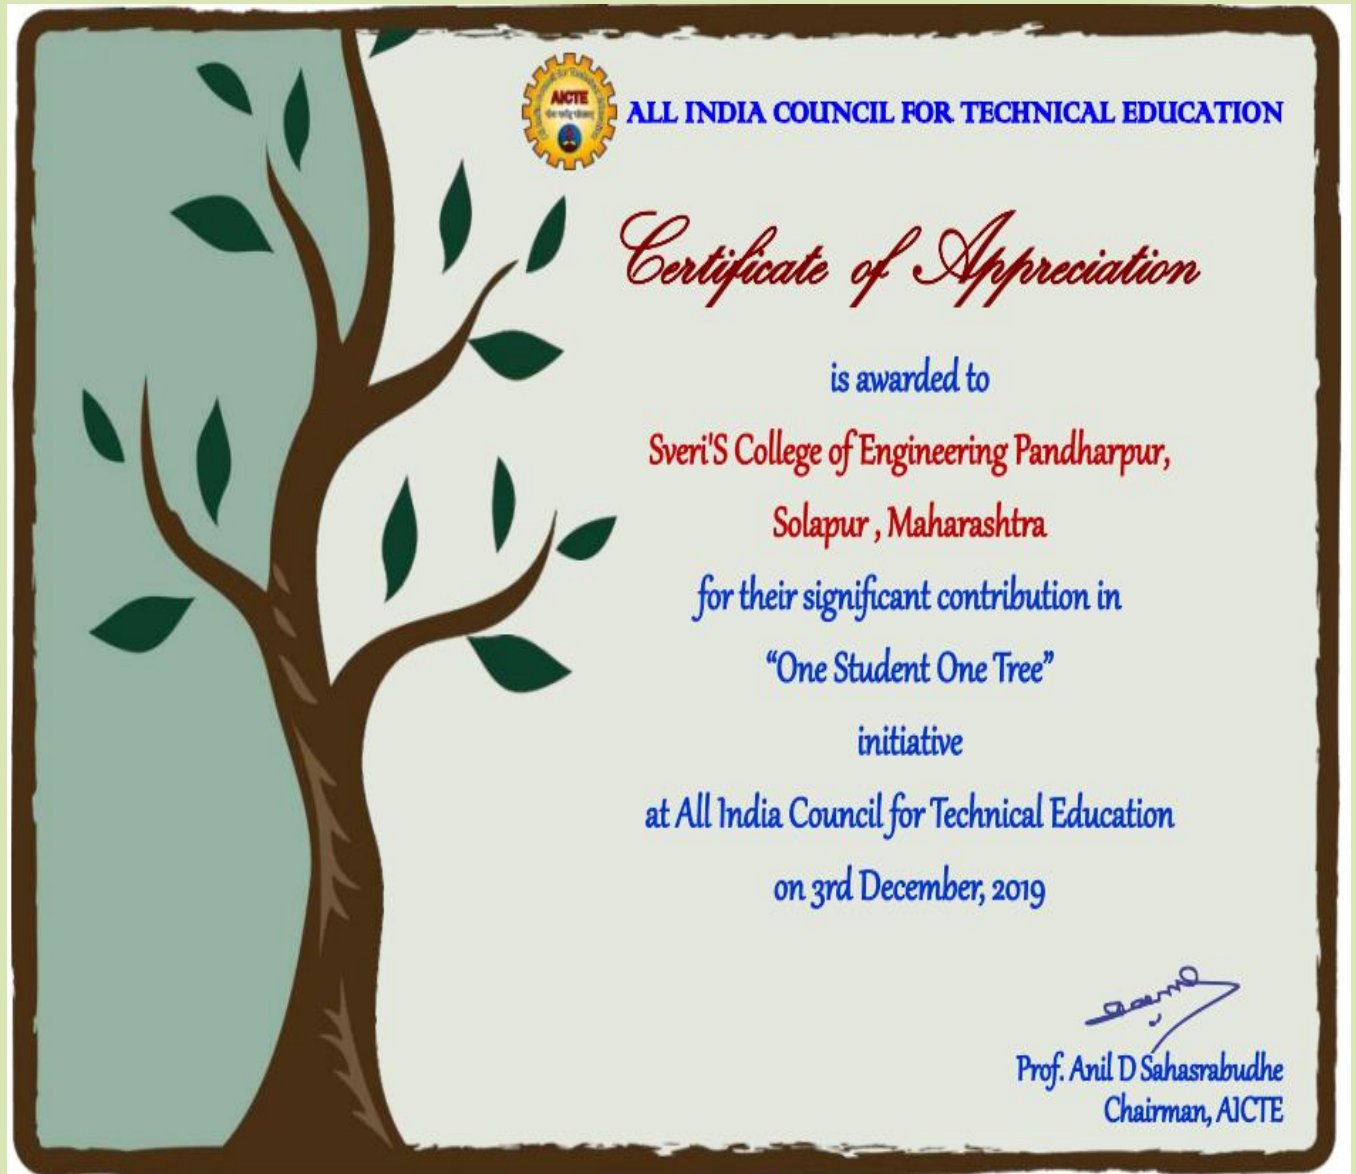 AICTE
ALL INDIA COUNCIL FOR TECHNICAL EDUCATION
Certificate of Appreciation
is awarded to
Sveri'S College of Engineering Pandharpur,
Solapur , Maharashtra
for their significant contribution in
“One Student One Tree”
initiative
at All India Council for Technical Education
on 3rd December, 2019
Prof. Anil D Sahasrabudhe
Chairman, AICTE